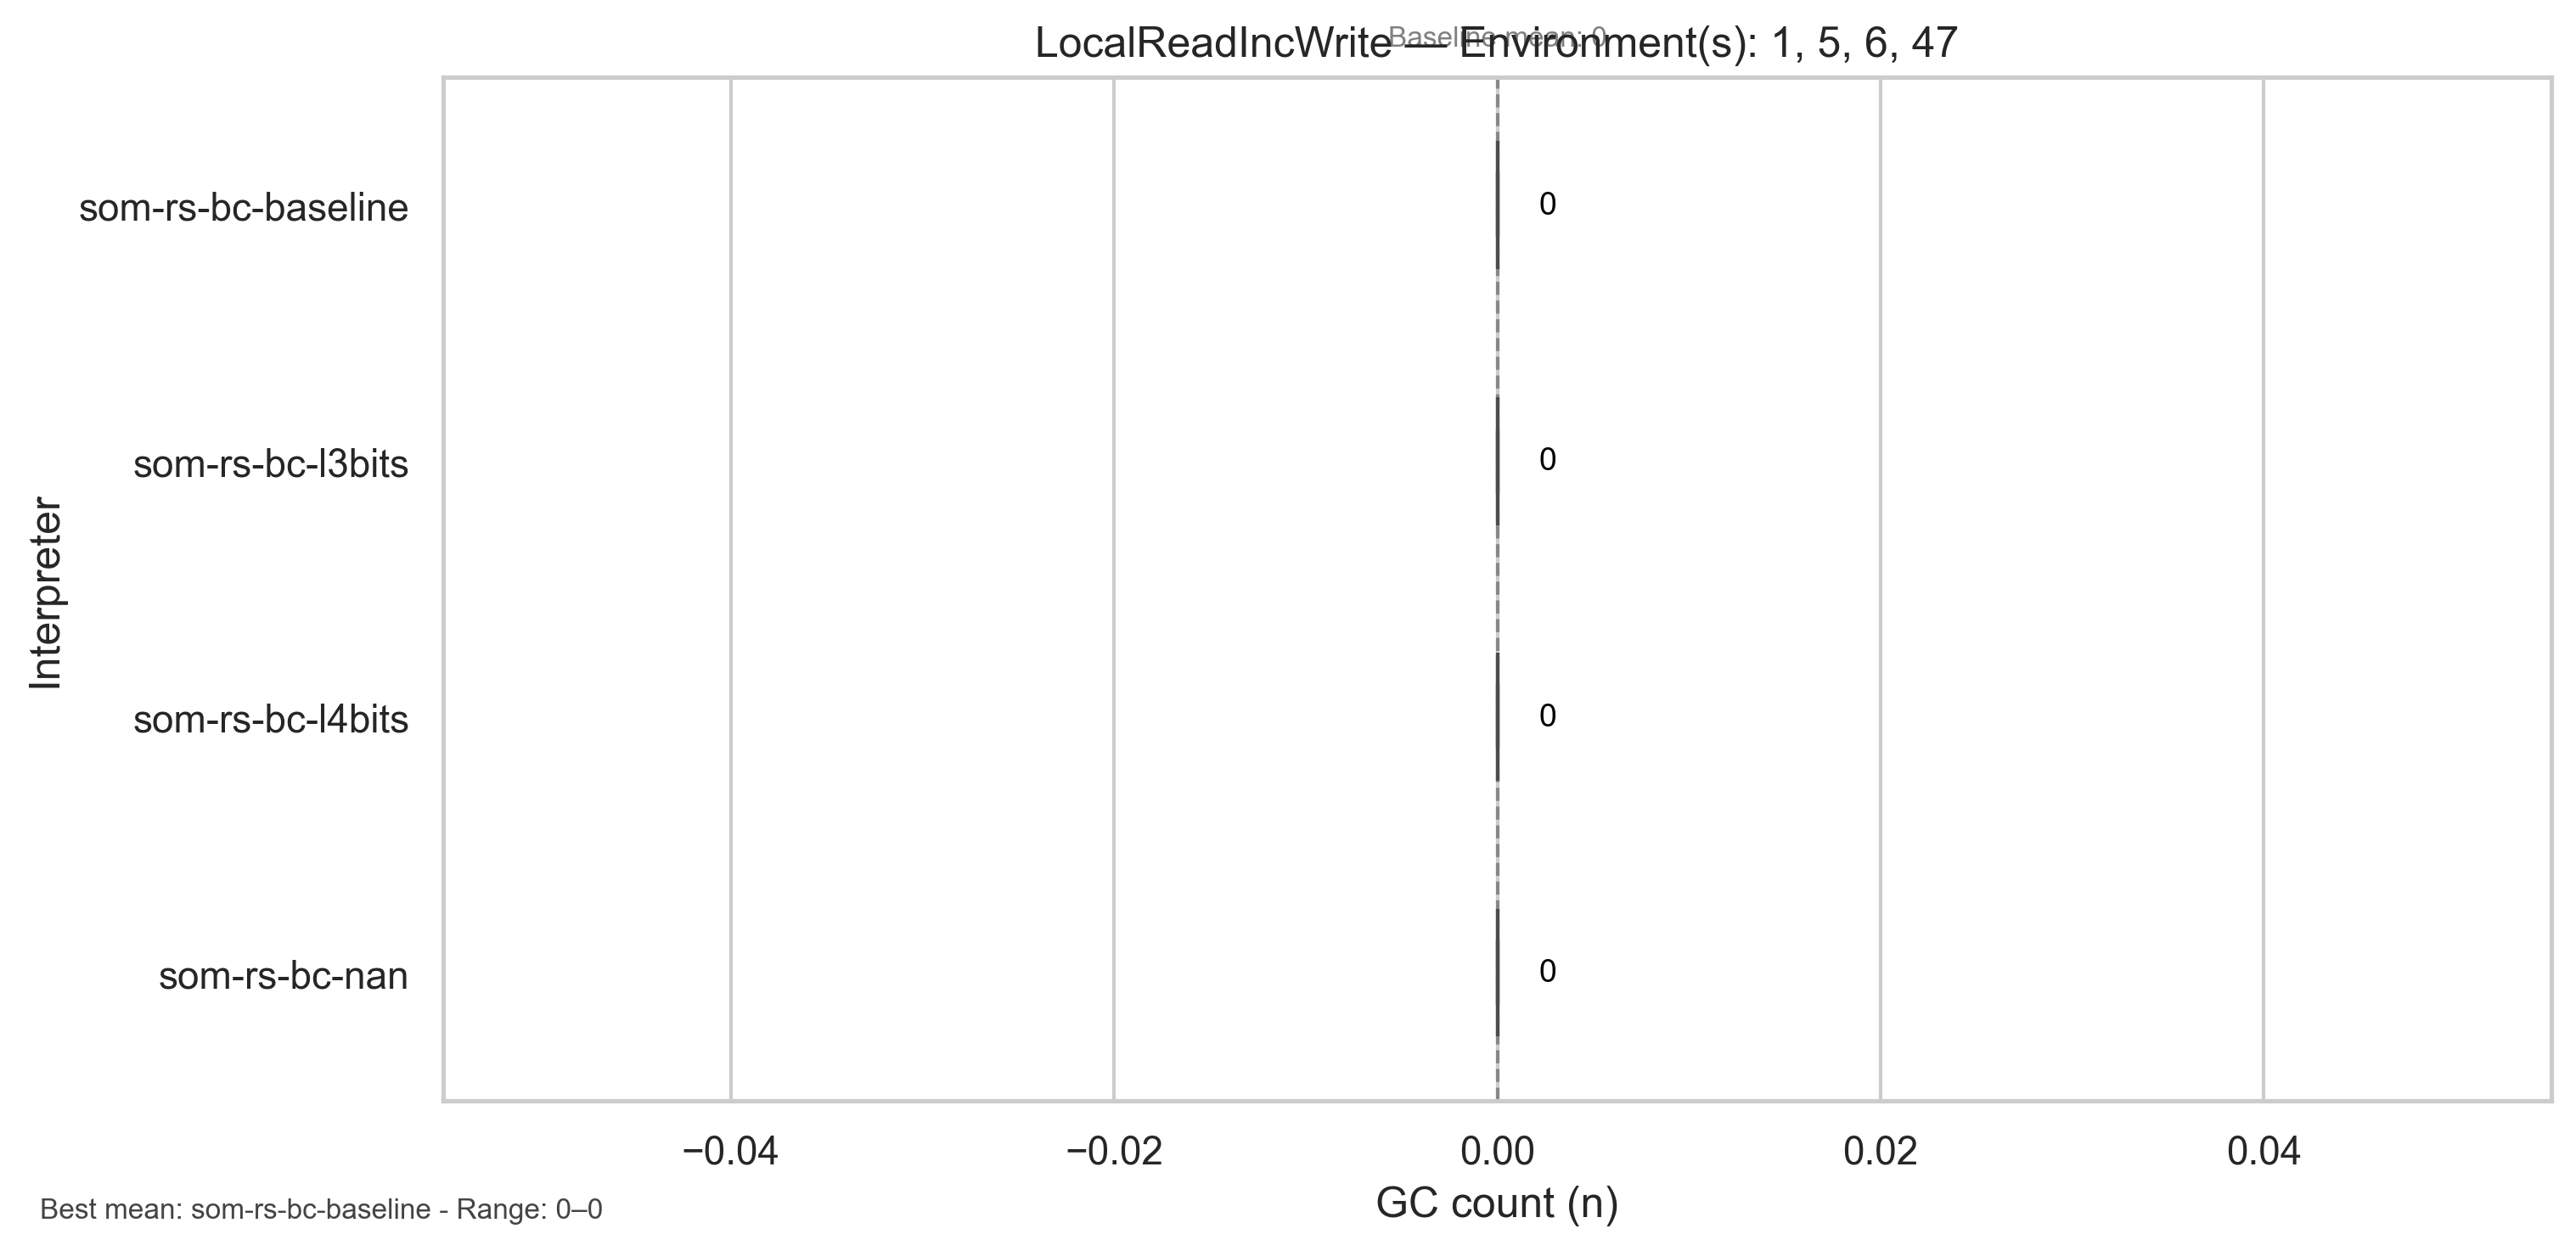 LocalReadIncWrite — Environment(s): 1, 5, 6, 47
Baseline mean: 0
som-rs-bc-baseline
0
som-rs-bc-l3bits
0
som-rs-bc-l4bits
0
som-rs-bc-nan
0
Interpreter
−0.04
−0.02
0.00
0.02
0.04
GC count (n)
Best mean: som-rs-bc-baseline - Range: 0–0